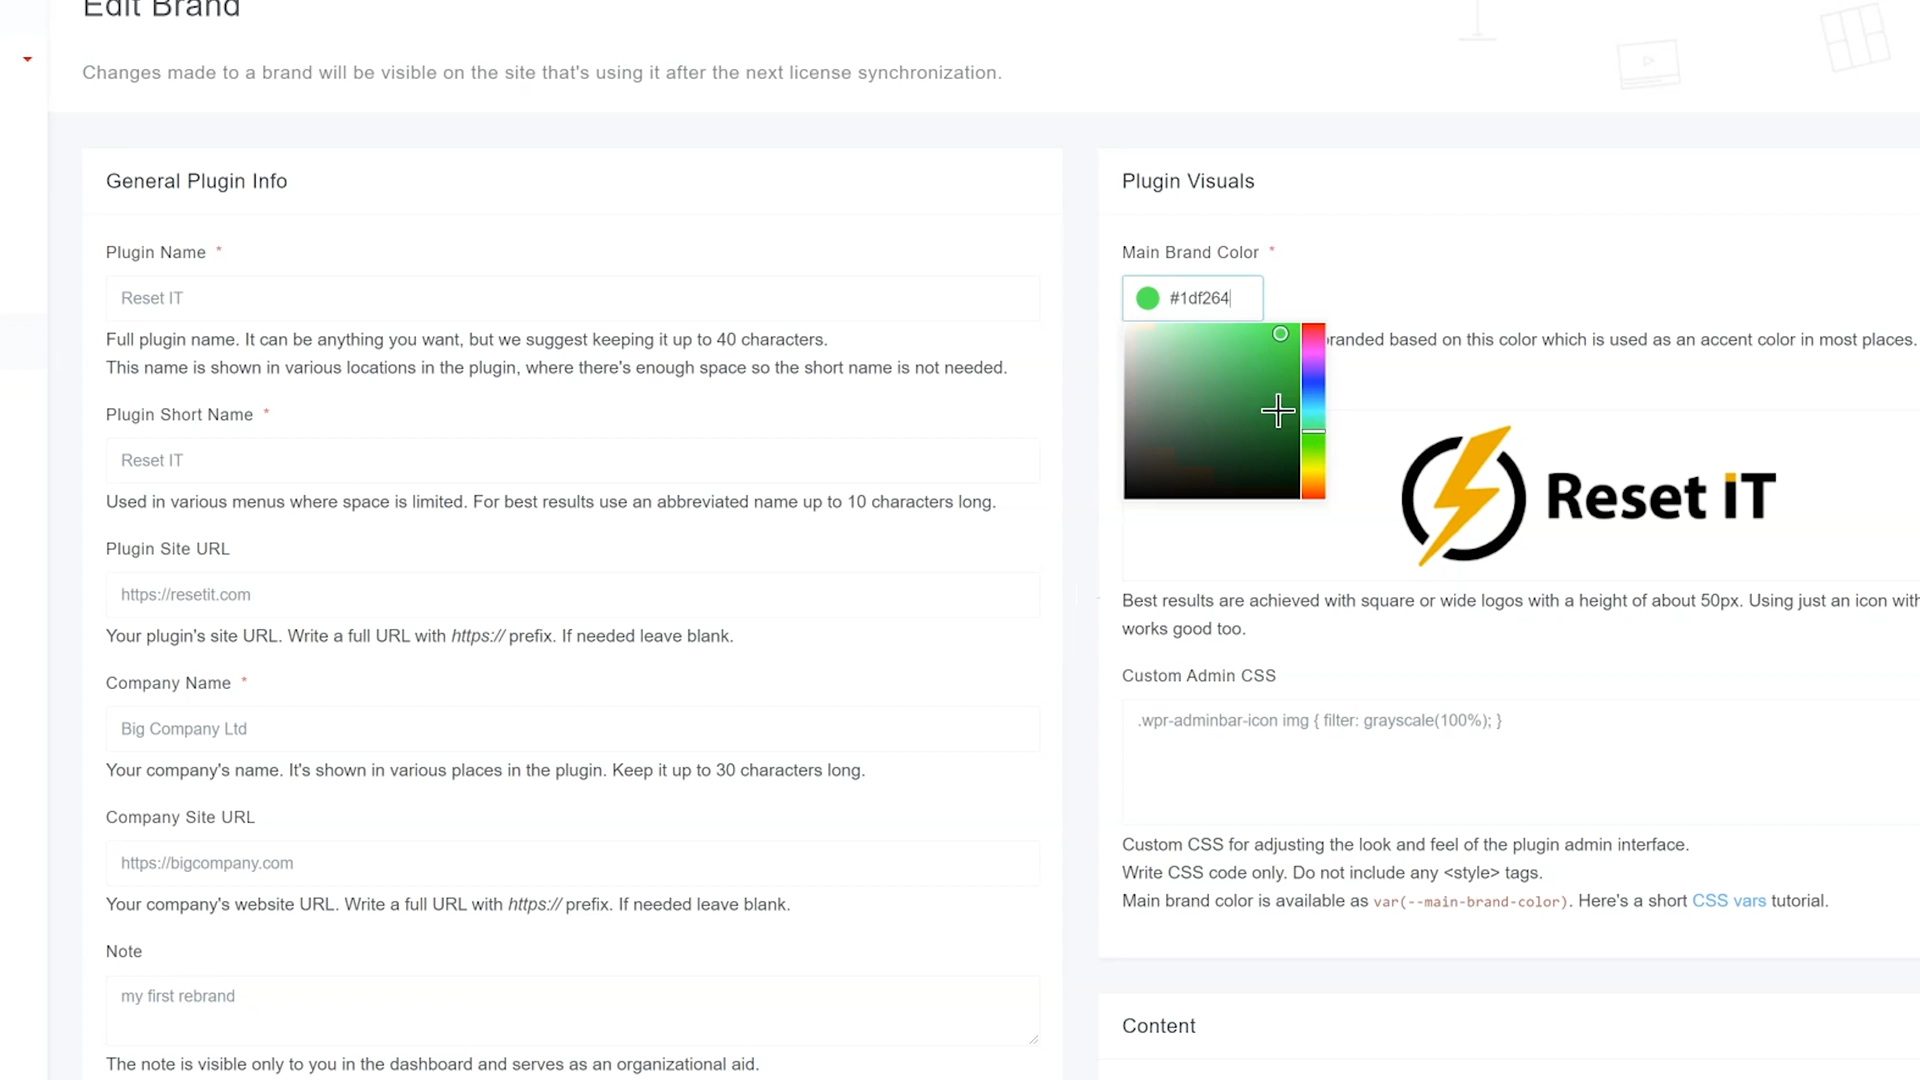 Edit Brand
Changes made to a brand will be visible on the site that's using it after the next license synchronization.
General Plugin Info
Plugin Name *
Reset IT
Full plugin name. It can be anything you want, but we suggest keeping it up to 40 characters.
This name is shown in various locations in the plugin, where there's enough space so the short name is not needed.
Plugin Short Name *
Reset IT
Used in various menus where space is limited. For best results use an abbreviated name up to 10 characters long.
Plugin Site URL
https://resetit.com
Your plugin's site URL. Write a full URL with https:// prefix. If needed leave blank.
Company Name *
Big Company Ltd
Your company's name. It's shown in various places in the plugin. Keep it up to 30 characters long.
Company Site URL
https://bigcompany.com
Your company's website URL. Write a full URL with https:// prefix. If needed leave blank.
Note
my first rebrand
The note is visible only to you in the dashboard and serves as an organizational aid.
Plugin Visuals
Main Brand Color *
#1df264
branded based on this color which is used as an accent color in most places.
Reset iT
Best results are achieved with square or wide logos with a height of about 50px. Using just an icon with
works good too.
Custom Admin CSS
.wpr-adminbar-icon img { filter: grayscale(100%); }
Custom CSS for adjusting the look and feel of the plugin admin interface.
Write CSS code only. Do not include any <style> tags.
Main brand color is available as var(--main-brand-color). Here's a short CSS vars tutorial.
Content